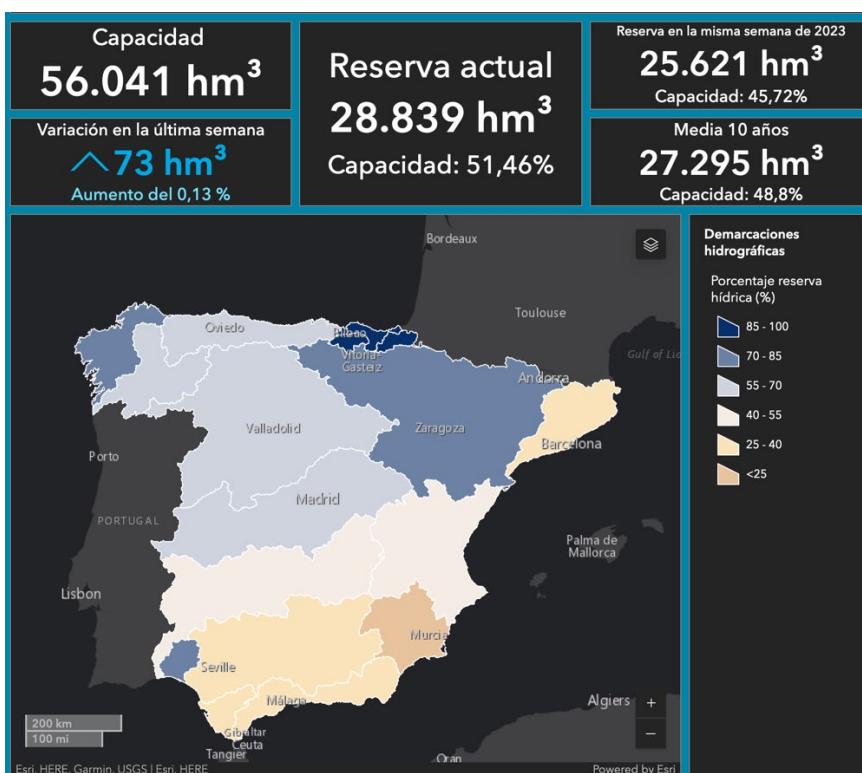 Capacidad
56.041 hm³
Variación en la última semana
73 hm³
Aumento del 0,13 %
Reserva actual
28.839 hm³
Capacidad: 51,46%
Reserva en la misma semana de 2023
25.621 hm³
Capacidad: 45,72%
Media 10 años
27.295 hm³
Capacidad: 48,8%
Bordeaux
Toulouse
Oviedo
Bilbao
Vitoria-
Gasteiz
Andorra
Valladolid
Zaragoza
Barcelona
Porto
Madrid
PORTUGAL
Palma de
Mallorca
Lisbon
Murcia
Seville
Málaga
Algiers
Gibraltar
Ceuta
Tangier
Oran
200 km
100 mi
+
−
Esri, HERE, Garmin, USGS | Esri, HERE
Powered by Esri
Demarcaciones
hidrográficas
Porcentaje reserva
hídrica (%)
85 - 100
70 - 85
55 - 70
40 - 55
25 - 40
<25